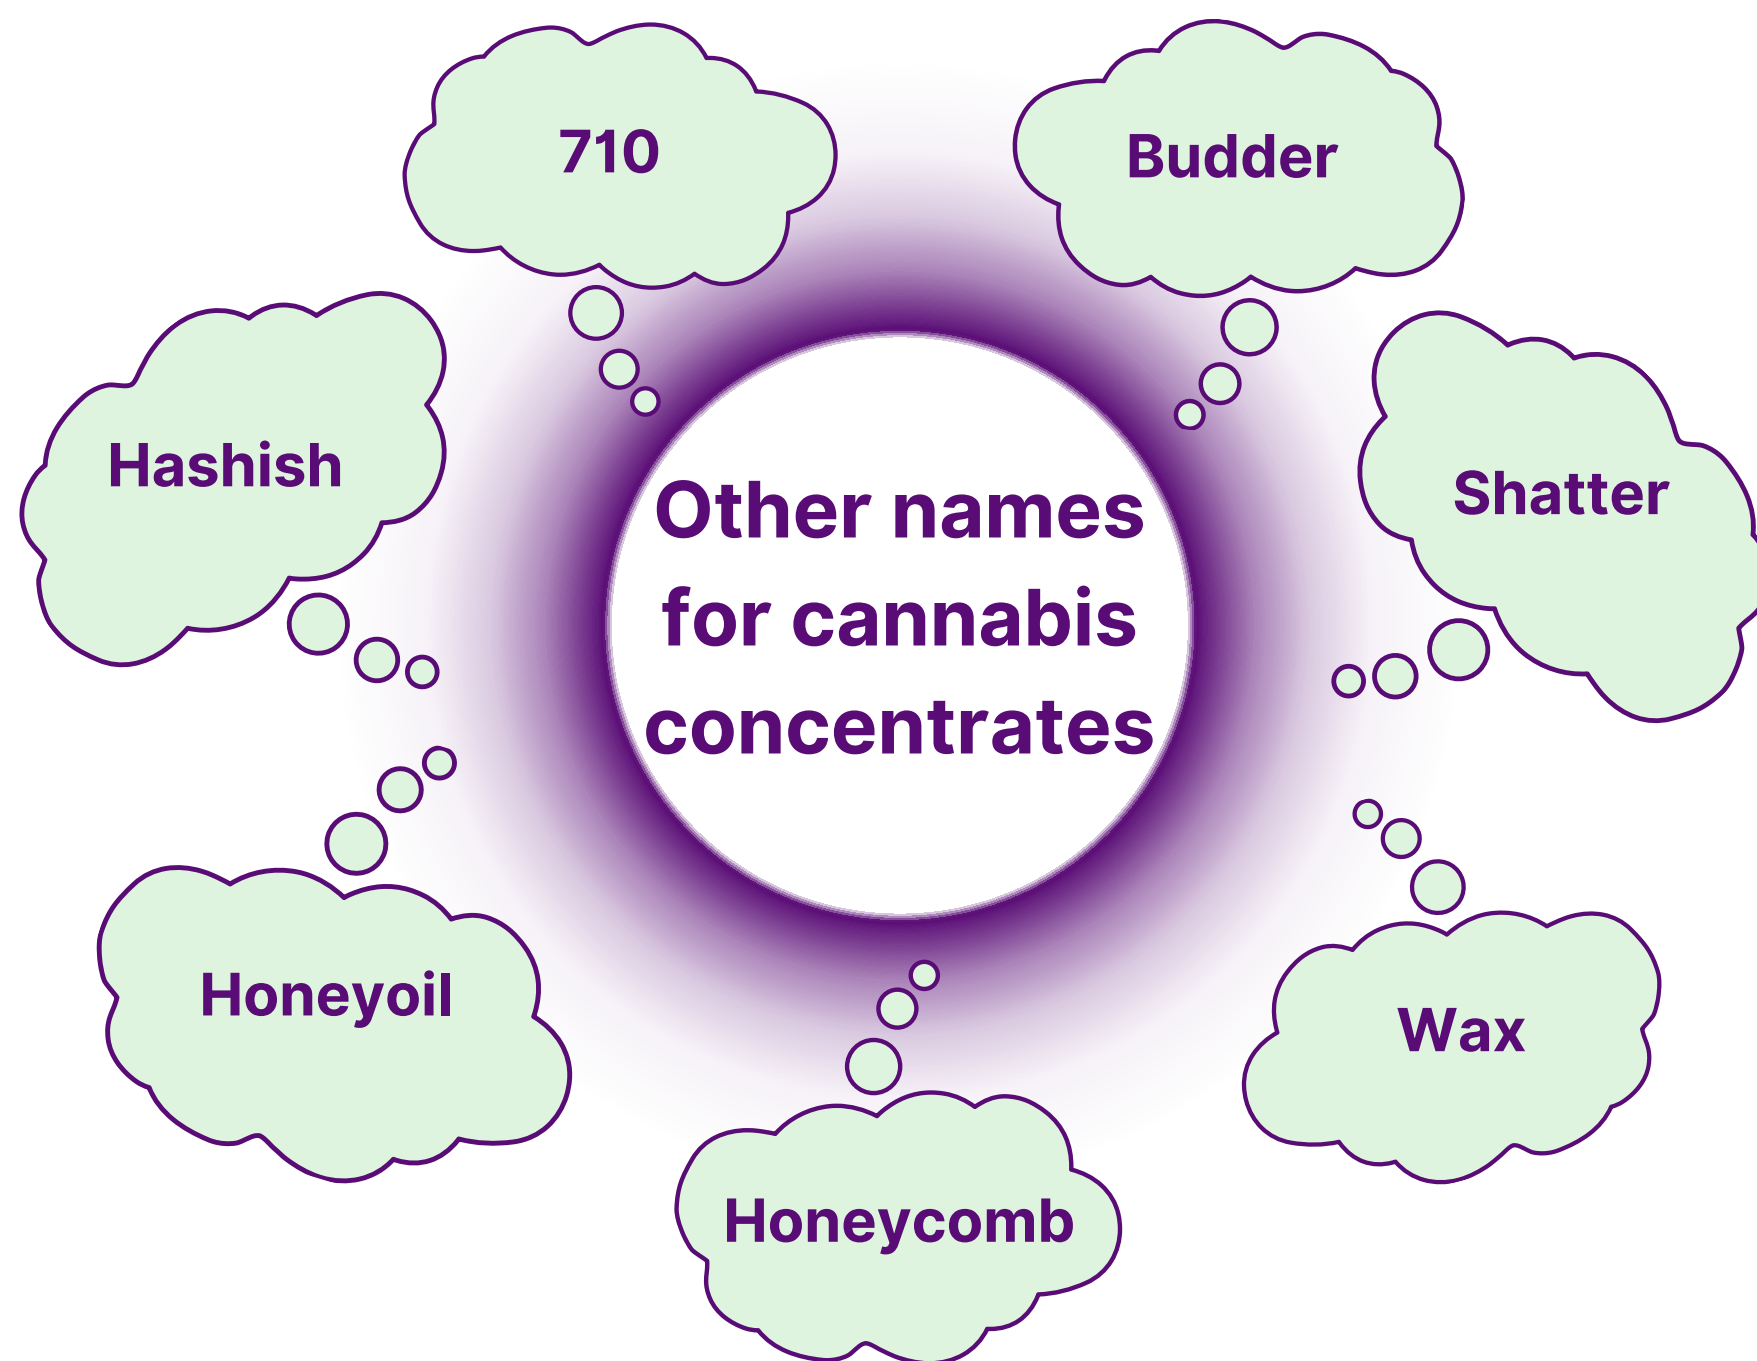 710
Budder
Hashish
Shatter
Other names
for cannabis
concentrates
Honeyoil
Wax
Honeycomb